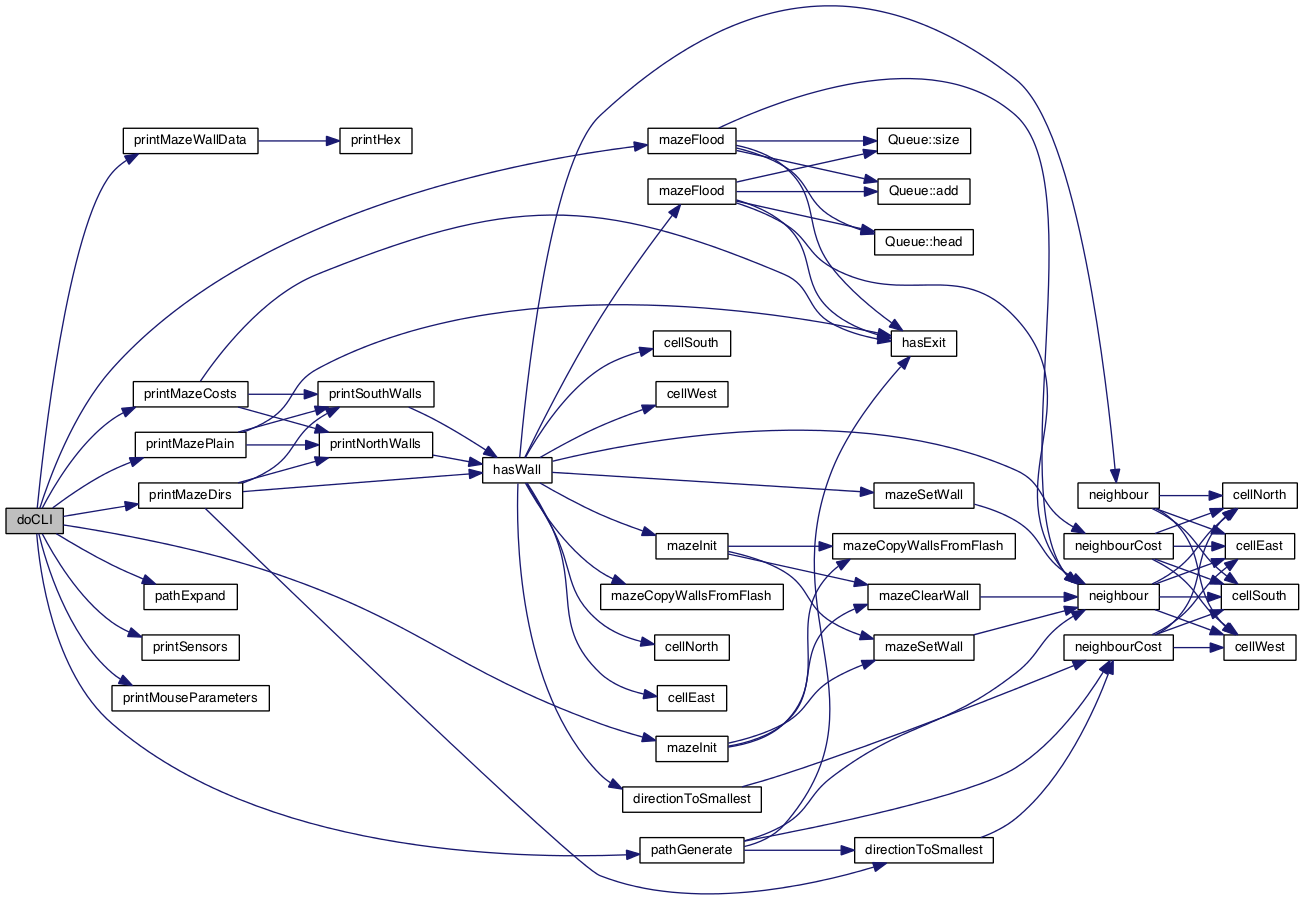 printMazeWallData
printHex
mazeFlood
Queue::size
mazeFlood
Queue::add
Queue::head
cellSouth
hasExit
printMazeCosts
printSouthWalls
cellWest
printMazePlain
printNorthWalls
hasWall
printMazeDirs
mazeSetWall
neighbour
cellNorth
doCLI
mazeInit
mazeCopyWallsFromFlash
neighbourCost
cellEast
pathExpand
mazeCopyWallsFromFlash
mazeClearWall
neighbour
cellSouth
printSensors
cellNorth
mazeSetWall
neighbourCost
cellWest
printMouseParameters
cellEast
mazeInit
directionToSmallest
pathGenerate
directionToSmallest